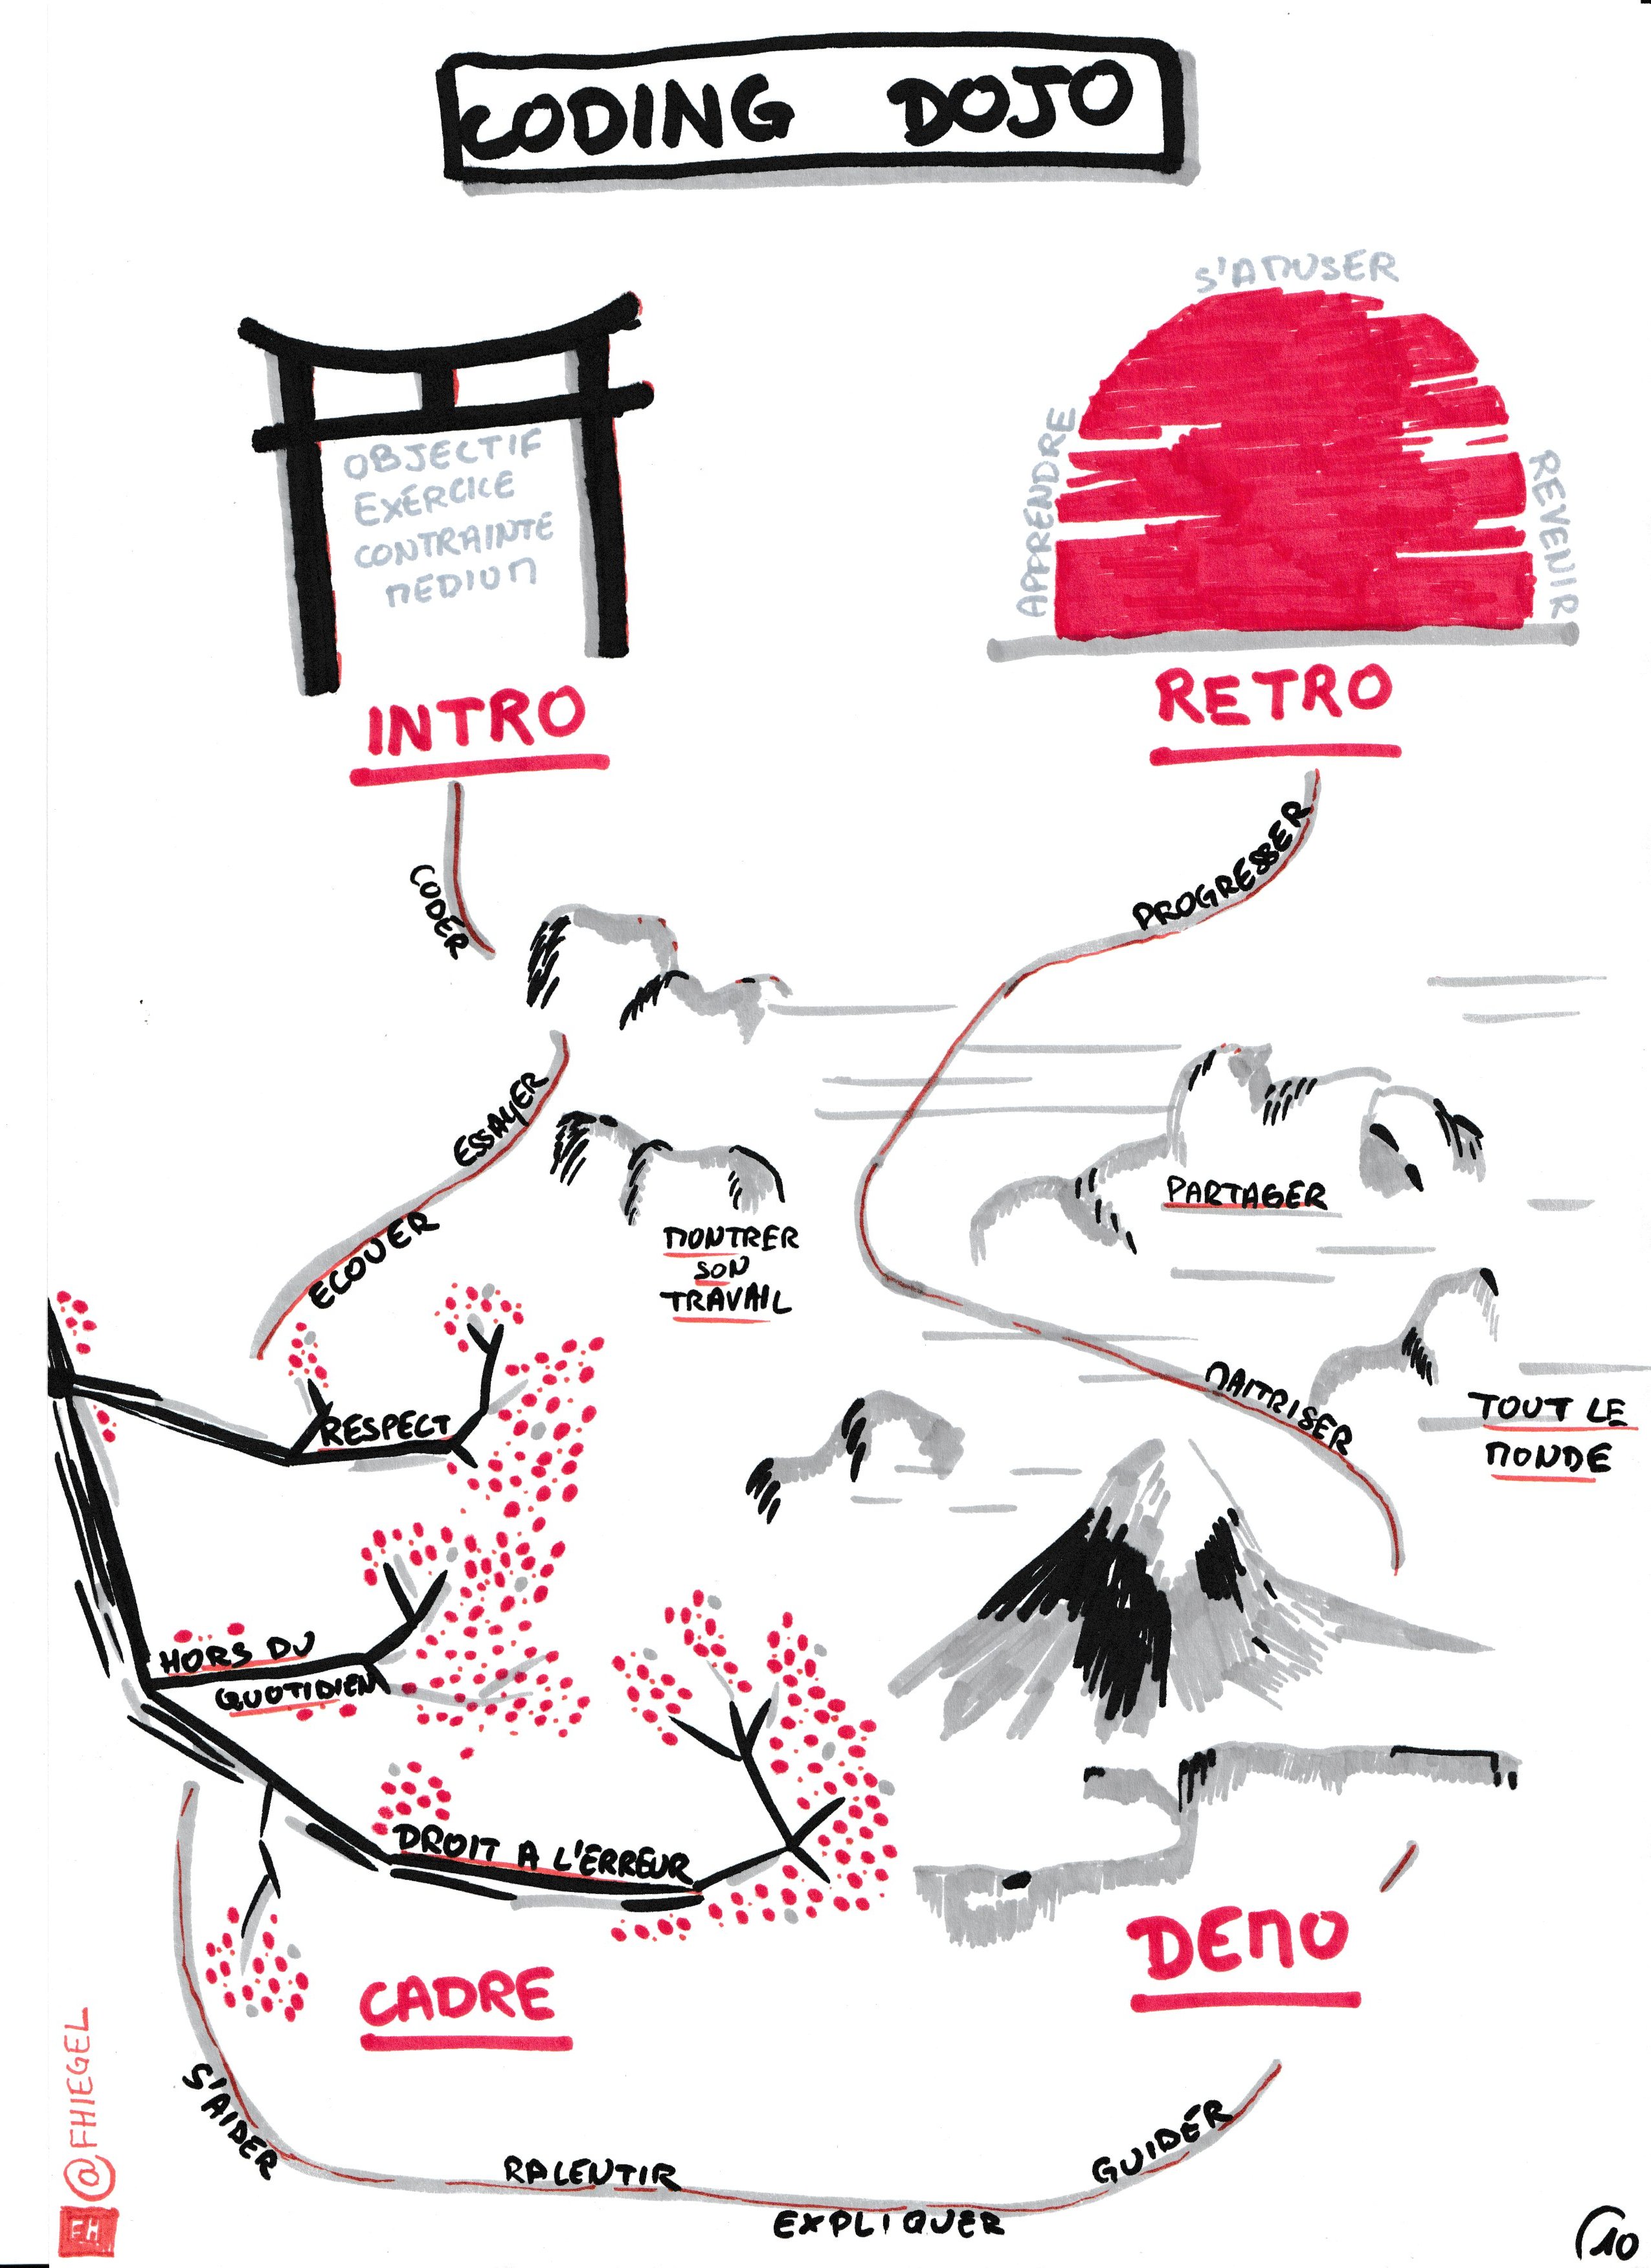 CODING DOJO
OBJECTIF
EXERCICE
CONTRAINTE
MEDIUM
INTRO
S'AMUSER
APPRENDRE
REVENIR
RETRO
CODER
ESSAYER
ECOUER
PROGRESSER
MAITRISER
MONTRER
SON
TRAVAIL
PARTAGER
TOUT LE
MONDE
RESPECT
HORS DU
QUOTIDIEN
DROIT A L'ERREUR
CADRE
DEMO
S'AIDER
RALENTIR
EXPLIQUER
GUIDER
@FHIEGEL
FH
10